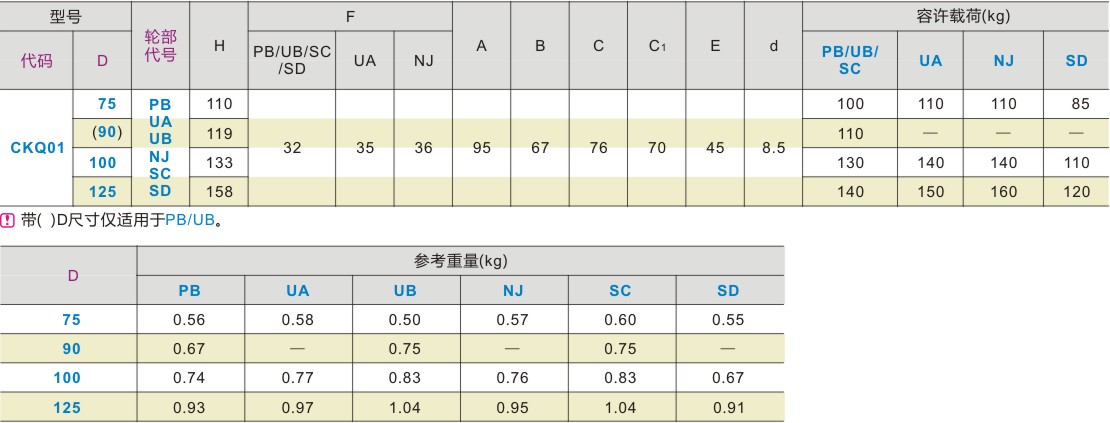 型号 轮部代号 H F A B C C1 E d 容许载荷(kg)
代码 D PB/UB/SC/SD UA NJ PB/UB/SC UA NJ SD
CKQ01 75 PB 110 32 35 36 95 67 76 70 45 8.5 100 110 110 85
(90) UA UB 119 110 — — —
100 NJ SC 133 130 140 140 110
125 SD 158 140 150 160 120
带( )D尺寸仅适用于PB/UB。
D 参考重量(kg)
PB UA UB NJ SC SD
75 0.56 0.58 0.50 0.57 0.60 0.55
90 0.67 — 0.75 — 0.75 —
100 0.74 0.77 0.83 0.76 0.83 0.67
125 0.93 0.97 1.04 0.95 1.04 0.91